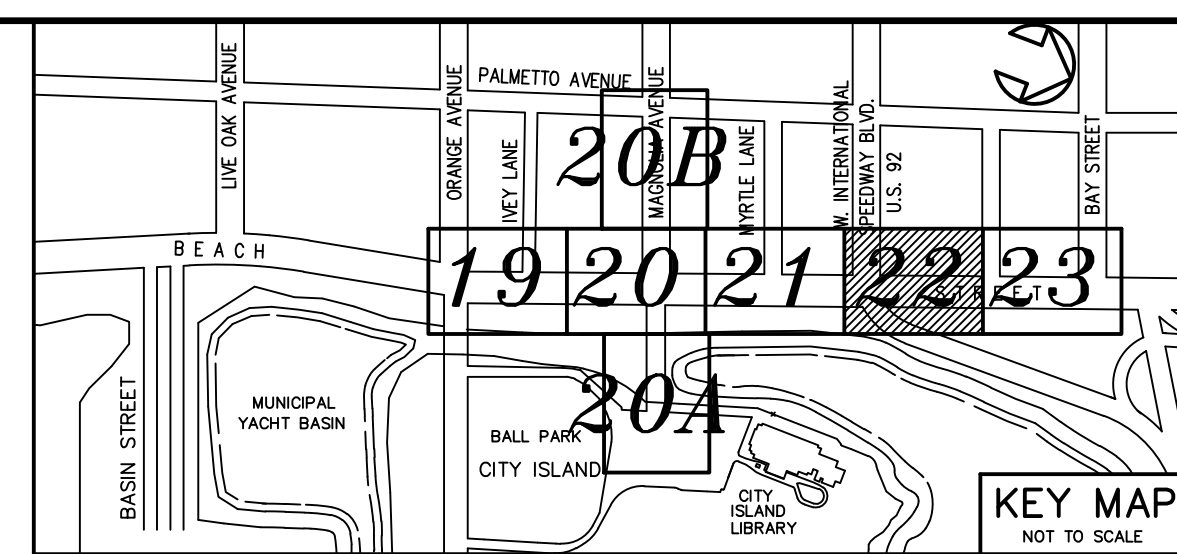 LIVE OAK AVENUE
ORANGE AVENUE
PALMETTO AVENUE
IVEY LANE
MAGNOLIA AVENUE
MYRTLE LANE
W. INTERNATIONAL
SPEEDWAY BLVD.
U.S. 92
BAY STREET
20B
BEACH
STREET
19
20
21
22
23
20A
BASIN STREET
MUNICIPAL
YACHT BASIN
BALL PARK
CITY ISLAND
CITY
ISLAND
LIBRARY
KEY MAP
NOT TO SCALE